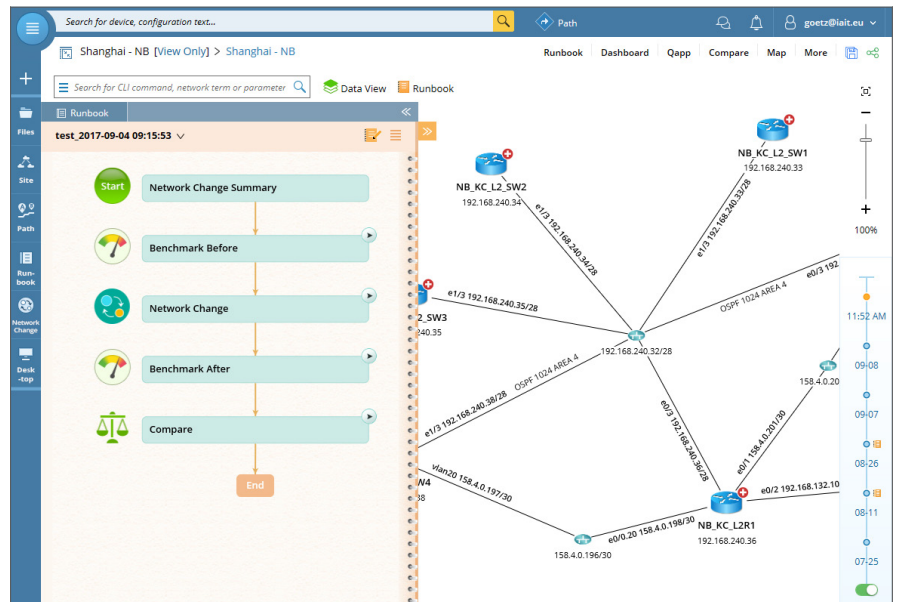 Search for device, configuration text...
Path
goetz@iait.eu
Shanghai - NB [View Only] > Shanghai - NB
Runbook Dashboard Qapp Compare Map More
Search for CLI command, network term or parameter
Data View
Runbook
Files
Site
Path
Run-
book
Network
Change
Desk
-top
Runbook
test_2017-09-04 09:15:53
Start
Network Change Summary
Benchmark Before
Network Change
Benchmark After
Compare
End
NB_KC_L2_SW2
192.168.240.34
NB_KC_L2_SW1
192.168.240.33
e1/3 192.168.240.34/28
e1/3 192.168.240.33/28
e0/3 192
OSPF 1024 AREA 4
e1/3 192.168.240.35/28
2_SW3
240.35
192.168.240.32/28
OSPF 1024 AREA 4
e1/3 192.168.240.38/28
e0/3 192.168.240.36/28
158.4.0.20
e0/1 158.4.0.201/30
vlan20 158.4.0.197/30
W4
38
e0/2 192.168.132.10
NB_KC_L2R1
192.168.240.36
e0/0.20 158.4.0.198/30
158.4.0.196/30
100%
11:52 AM
09-08
09-07
08-26
08-11
07-25